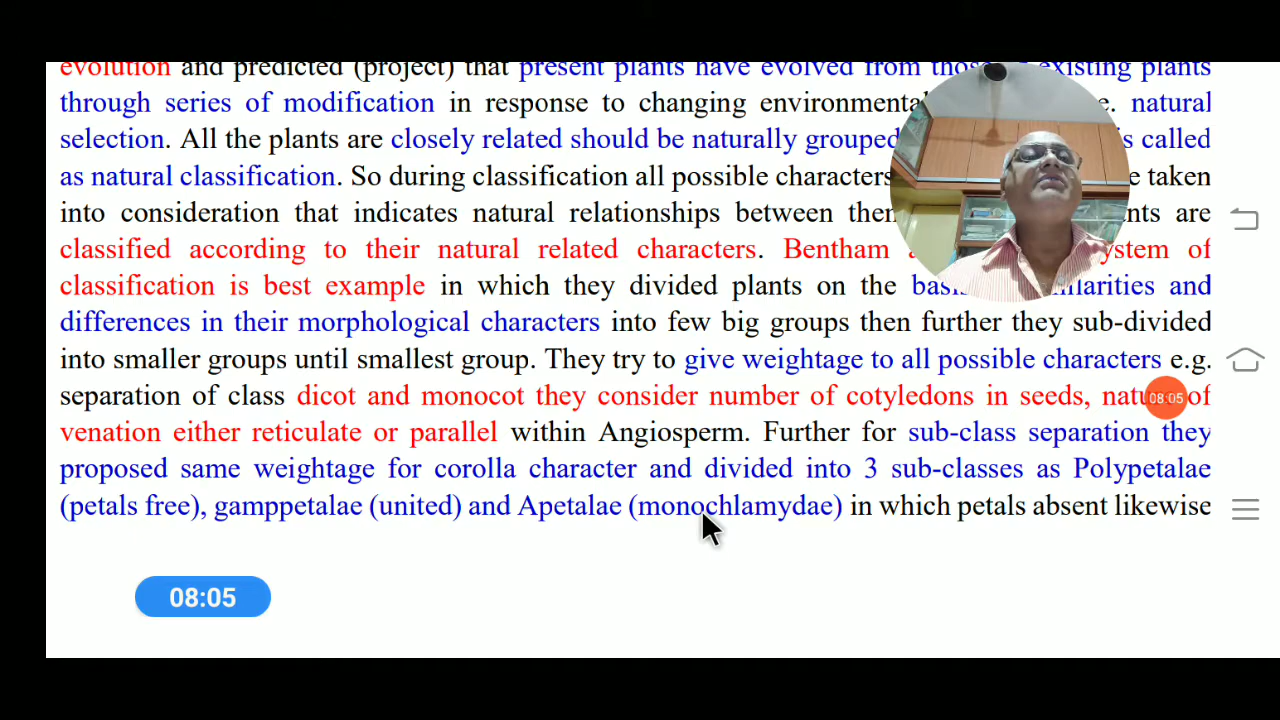 evolution and predicted (project) that present plants have evolved from those existing plants
through series of modification in response to changing environmental e. natural
selection. All the plants are closely related should be naturally grouped s called
as natural classification. So during classification all possible characters e taken
into consideration that indicates natural relationships between then nts are
classified according to their natural related characters. Bentham ystem of
classification is best example in which they divided plants on the basis ilarities and
differences in their morphological characters into few big groups then further they sub-divided
into smaller groups until smallest group. They try to give weightage to all possible characters e.g.
separation of class dicot and monocot they consider number of cotyledons in seeds, nature of
08:05
venation either reticulate or parallel within Angiosperm. Further for sub-class separation they
proposed same weightage for corolla character and divided into 3 sub-classes as Polypetalae
(petals free), gamppetalae (united) and Apetalae (monochlamydae) in which petals absent likewise
08:05